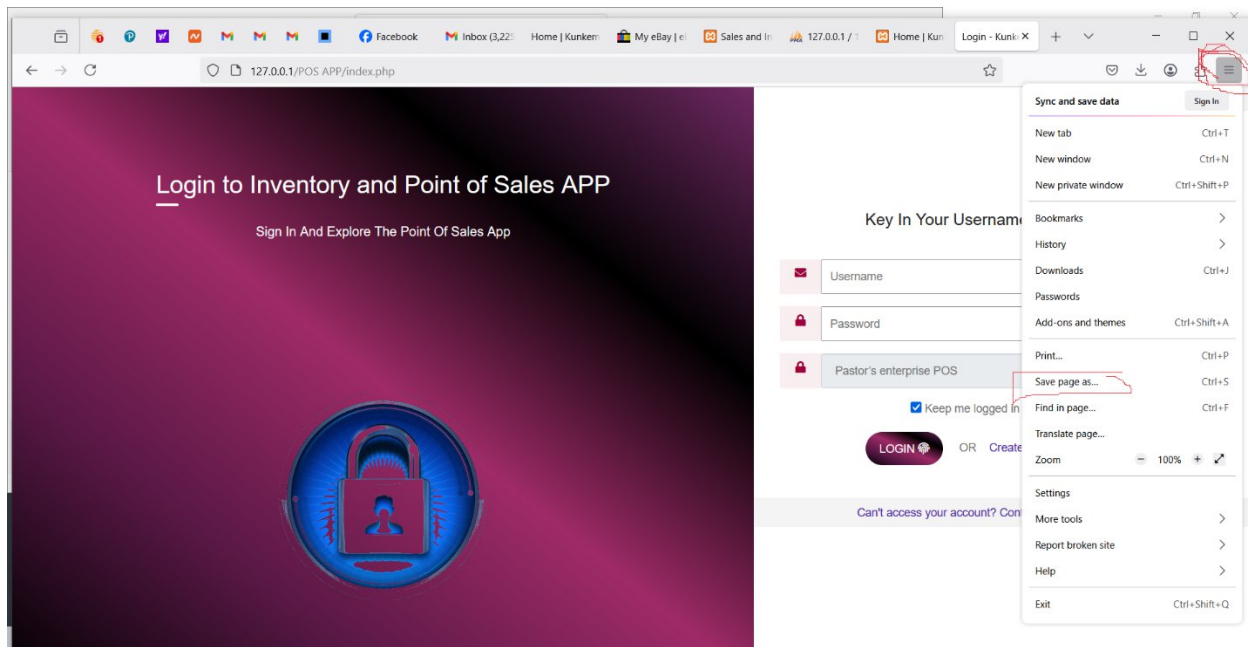 Facebook
Inbox (3,225
Home | Kunkem
My eBay | e
Sales and In
127.0.0.1 /
Home | Kun
Login - Kunk
127.0.0.1/POS APP/index.php
Login to Inventory and Point of Sales APP
Sign In And Explore The Point Of Sales App
Key In Your Username
Username
Password
Pastor's enterprise POS
Keep me logged in
LOGIN
OR Create
Can't access your account? Con
Sync and save data Sign In
New tab Ctrl+T
New window Ctrl+N
New private window Ctrl+Shift+P
Bookmarks
History
Downloads Ctrl+J
Passwords
Add-ons and themes Ctrl+Shift+A
Print... Ctrl+P
Save page as... Ctrl+S
Find in page... Ctrl+F
Translate page...
Zoom − 100% +
Settings
More tools
Report broken site
Help
Exit Ctrl+Shift+Q